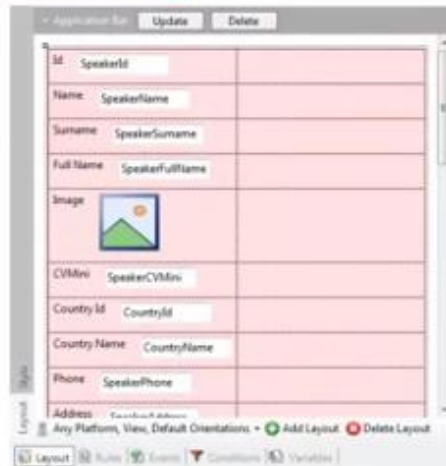 Application Bar Update Delete
Id SpeakerId
Name SpeakerName
Surname SpeakerSurname
Full Name SpeakerFullName
Image
CVMini SpeakerCVMini
Country Id CountryId
Country Name CountryName
Phone SpeakerPhone
Address SpeakerAddress
Style
Layout
Any Platform, View, Default Orientations Add Layout Delete Layout
Layout Rules Events Conditions Variables